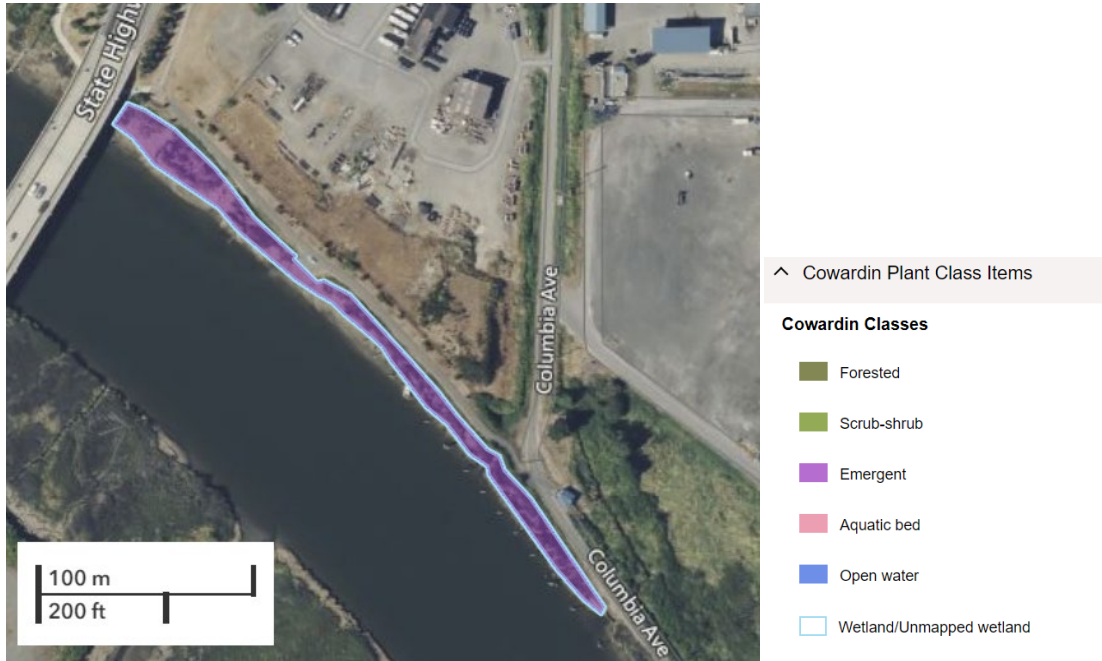 State Highw
Columbia Ave
Columbia Ave
100 m
200 ft
Cowardin Plant Class Items
Cowardin Classes
Forested
Scrub-shrub
Emergent
Aquatic bed
Open water
Wetland/Unmapped wetland